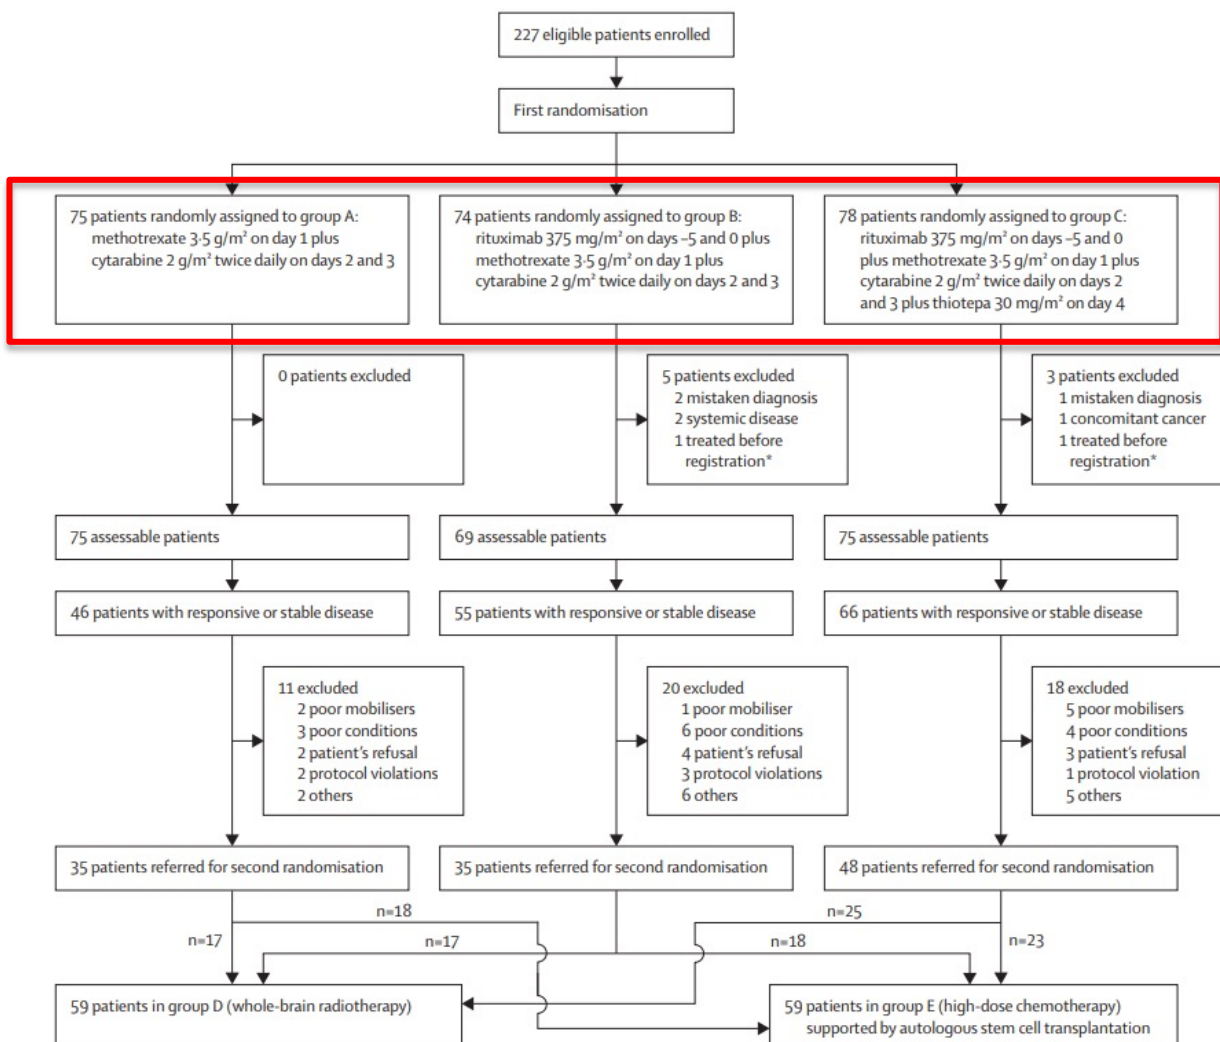 227 eligible patients enrolled
First randomisation
75 patients randomly assigned to group A:
methotrexate 3·5 g/m² on day 1 plus
cytarabine 2 g/m² twice daily on days 2 and 3
74 patients randomly assigned to group B:
rituximab 375 mg/m² on days –5 and 0 plus
methotrexate 3·5 g/m² on day 1 plus
cytarabine 2 g/m² twice daily on days 2 and 3
78 patients randomly assigned to group C:
rituximab 375 mg/m² on days –5 and 0
plus methotrexate 3·5 g/m² on day 1 plus
cytarabine 2 g/m² twice daily on days 2
and 3 plus thiotepa 30 mg/m² on day 4
0 patients excluded
5 patients excluded
2 mistaken diagnosis
2 systemic disease
1 treated before
registration*
3 patients excluded
1 mistaken diagnosis
1 concomitant cancer
1 treated before
registration*
75 assessable patients
69 assessable patients
75 assessable patients
46 patients with responsive or stable disease
55 patients with responsive or stable disease
66 patients with responsive or stable disease
11 excluded
2 poor mobilisers
3 poor conditions
2 patient's refusal
2 protocol violations
2 others
20 excluded
1 poor mobiliser
6 poor conditions
4 patient's refusal
3 protocol violations
6 others
18 excluded
5 poor mobilisers
4 poor conditions
3 patient's refusal
1 protocol violation
5 others
35 patients referred for second randomisation
35 patients referred for second randomisation
48 patients referred for second randomisation
n=18
n=25
n=17
n=17
n=18
n=23
59 patients in group D (whole-brain radiotherapy)
59 patients in group E (high-dose chemotherapy)
supported by autologous stem cell transplantation